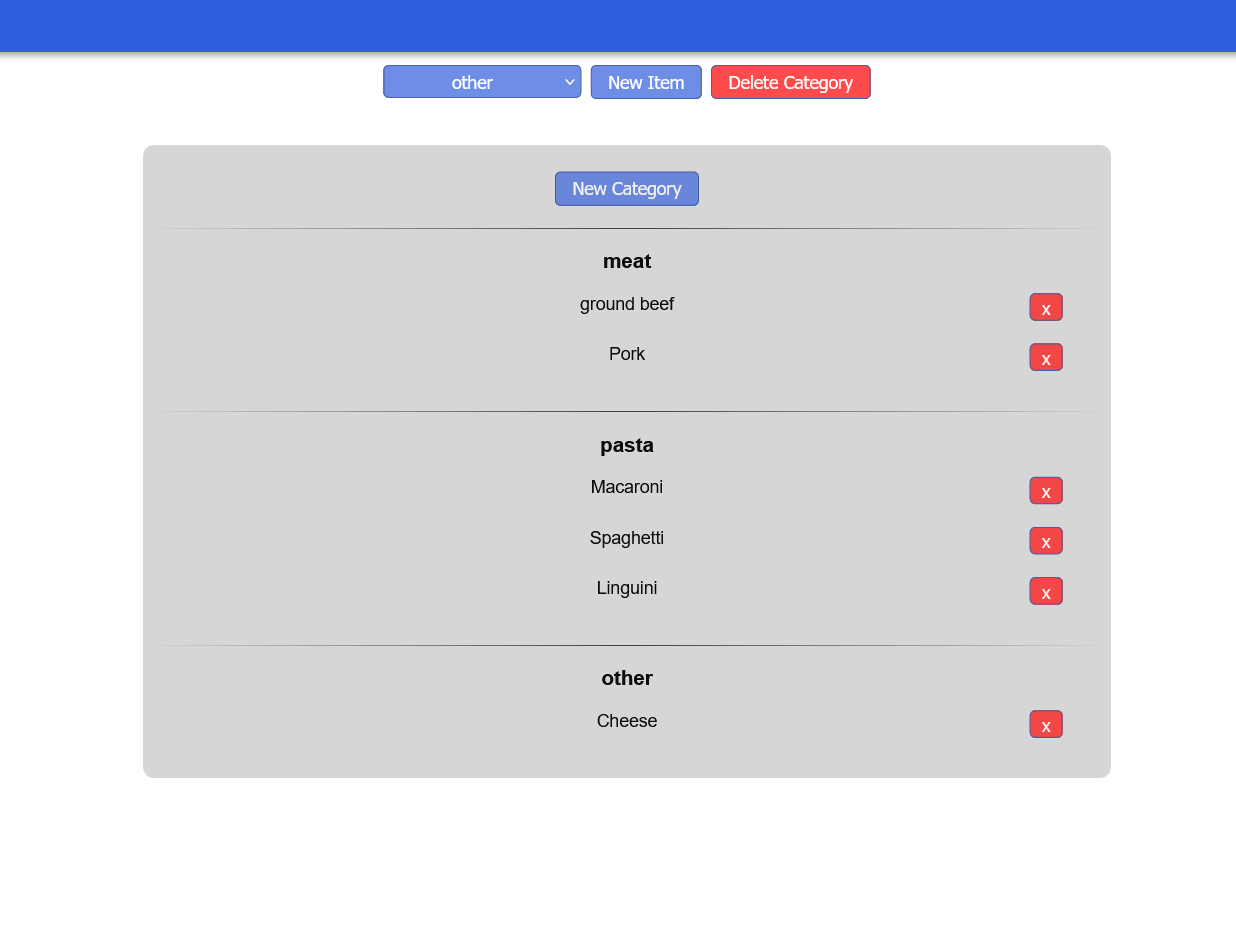 other New Item Delete Category
New Category
meat
ground beef x
Pork x
pasta
Macaroni x
Spaghetti x
Linguini x
other
Cheese x